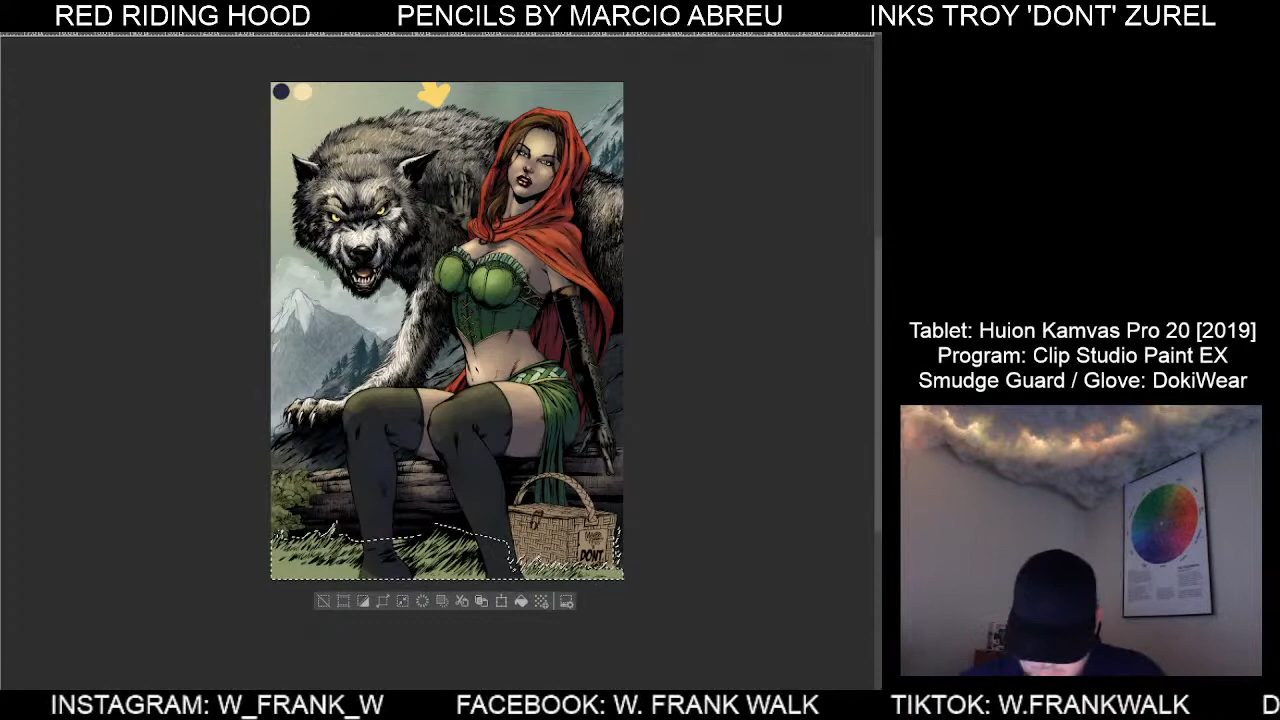 RED RIDING HOOD PENCILS BY MARCIO ABREU INKS TROY 'DONT' ZUREL
Tablet: Huion Kamvas Pro 20 [2019]
Program: Clip Studio Paint EX
Smudge Guard / Glove: DokiWear
DONT
INSTAGRAM: W_FRANK_W FACEBOOK: W. FRANK WALK TIKTOK: W.FRANKWALK D